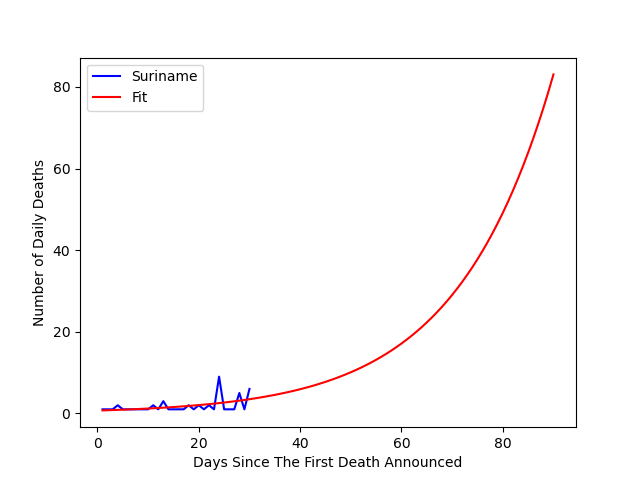 Suriname
Fit
80
60
40
20
0
Number of Daily Deaths
0 20 40 60 80
Days Since The First Death Announced